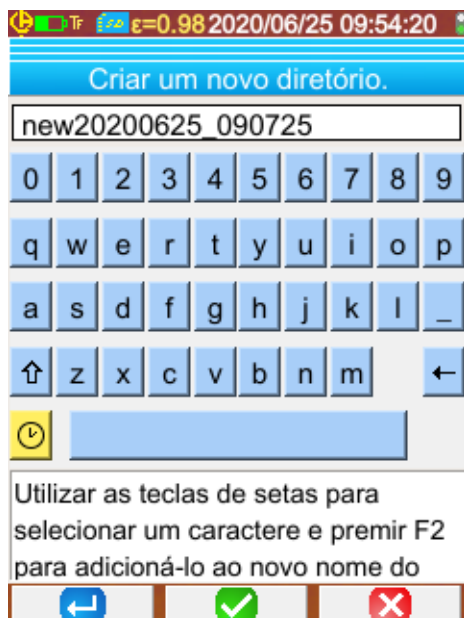 TF SD ε=0.98 2020/06/25 09:54:20
Criar um novo diretório.
new20200625_090725
0 1 2 3 4 5 6 7 8 9
q w e r t y u i o p
a s d f g h j k l _
z x c v b n m
Utilizar as teclas de setas para
selecionar um caractere e premir F2
para adicioná-lo ao novo nome do